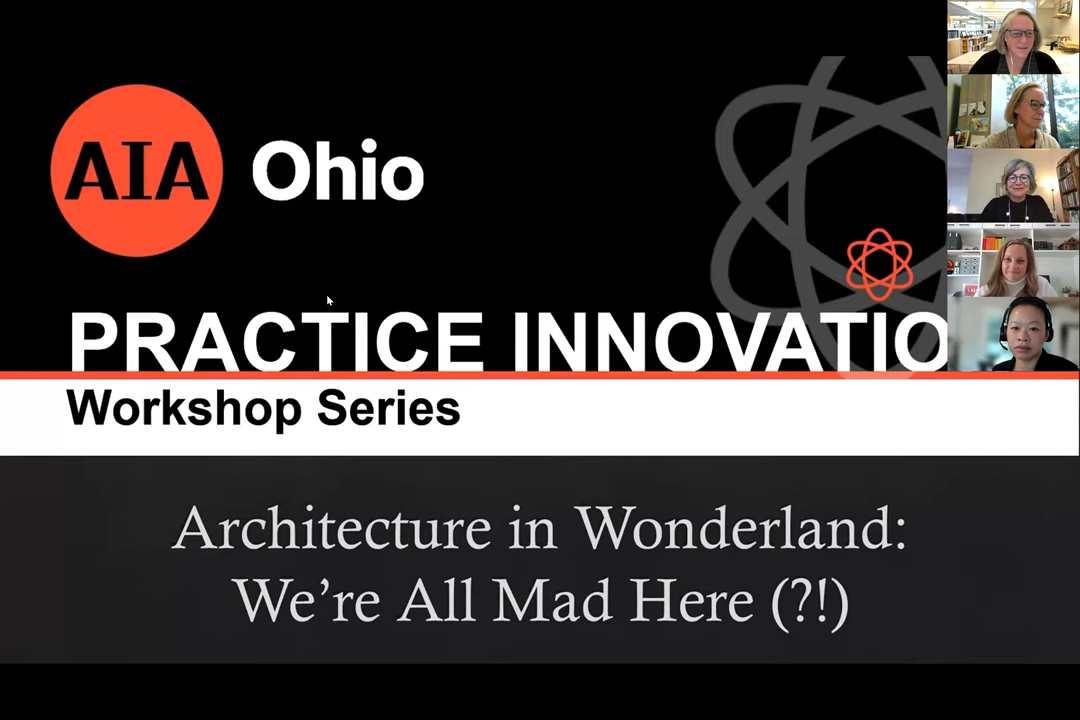 AIA Ohio
PRACTICE INNOVATIO
Workshop Series
Architecture in Wonderland:
We’re All Mad Here (?!)